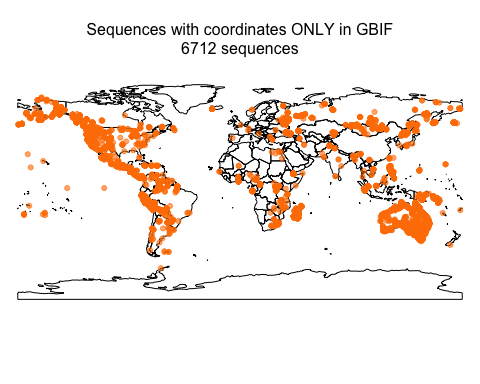 Sequences with coordinates ONLY in GBIF
6712 sequences